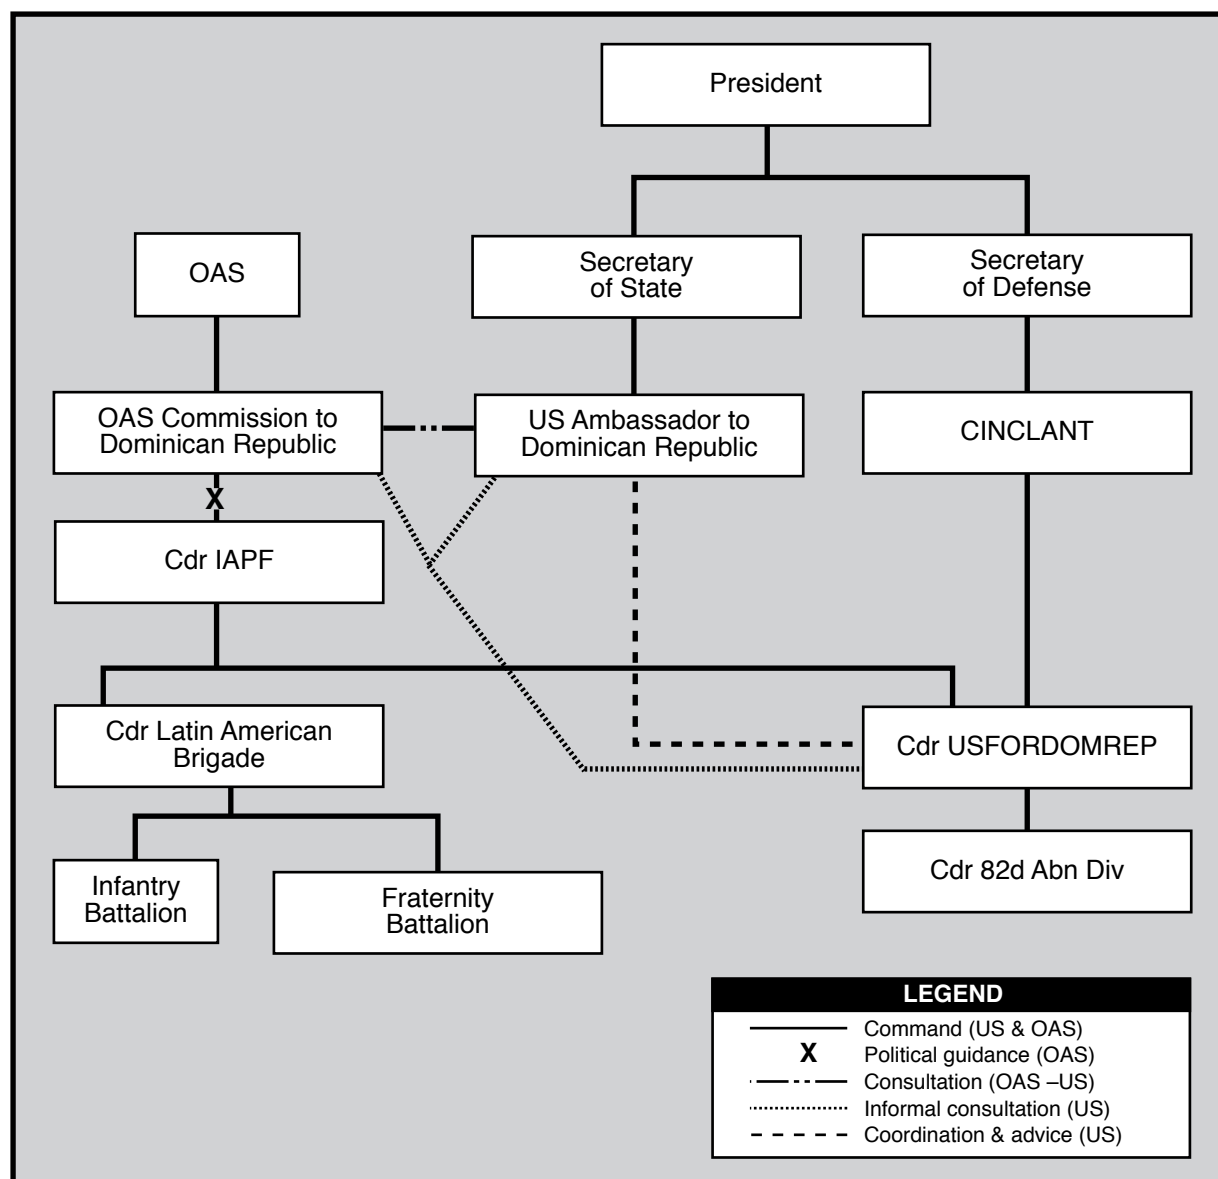 President
OAS
Secretary
of State
Secretary
of Defense
OAS Commission to
Dominican Republic
US Ambassador to
Dominican Republic
CINCLANT
X
Cdr IAPF
Cdr Latin American
Brigade
Cdr USFORDOMREP
Infantry
Battalion
Fraternity
Battalion
Cdr 82d Abn Div
LEGEND
Command (US & OAS)
X Political guidance (OAS)
Consultation (OAS –US)
Informal consultation (US)
Coordination & advice (US)